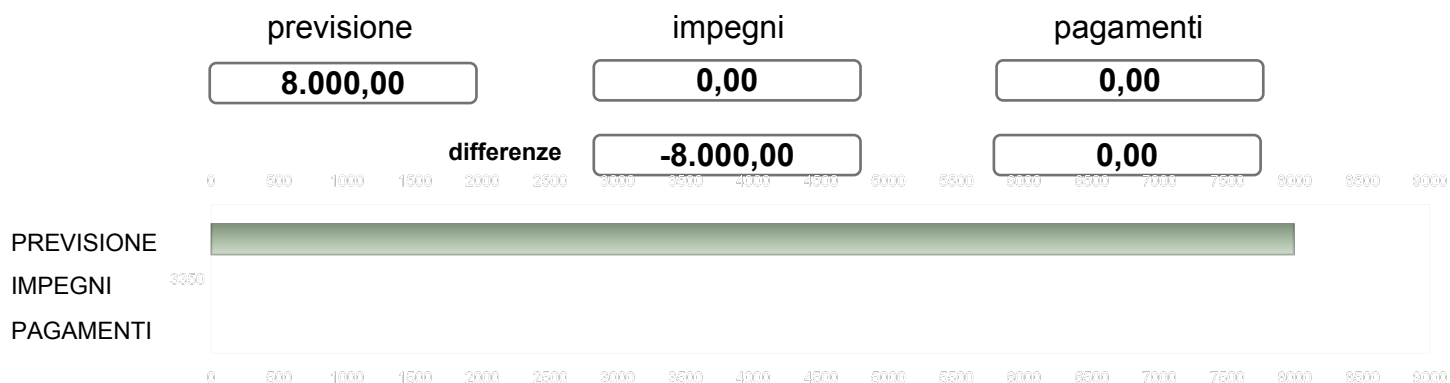 previsione impegni pagamenti
8.000,00 0,00 0,00
differenze -8.000,00 0,00
0 500 1000 1500 2000 2500 3000 3500 4000 4500 5000 5500 6000 6500 7000 7500 8000 8500 9000
PREVISIONE
3350
IMPEGNI
PAGAMENTI
0 500 1000 1500 2000 2500 3000 3500 4000 4500 5000 5500 6000 6500 7000 7500 8000 8500 9000